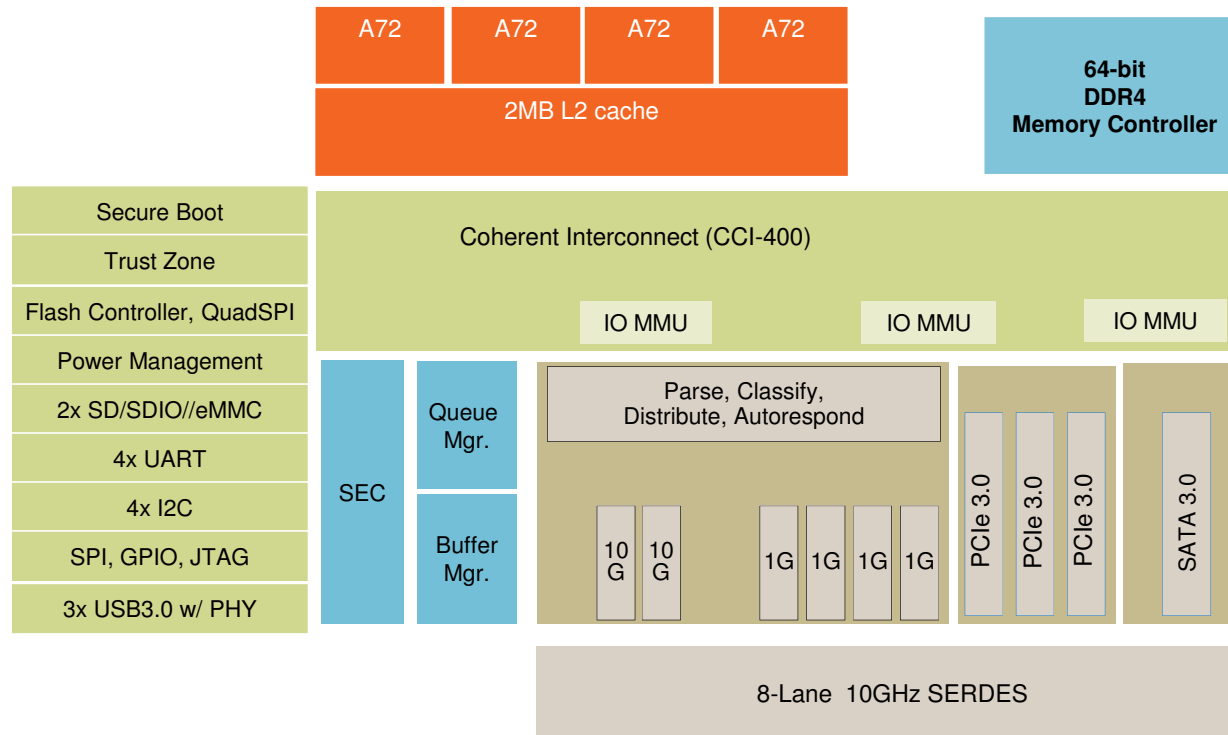 A72 A72 A72 A72
2MB L2 cache
64-bit
DDR4
Memory Controller
Secure Boot
Trust Zone
Flash Controller, QuadSPI
Power Management
2x SD/SDIO//eMMC
4x UART
4x I2C
SPI, GPIO, JTAG
3x USB3.0 w/ PHY
Coherent Interconnect (CCI-400)
IO MMU IO MMU IO MMU
SEC
Queue
Mgr.
Buffer
Mgr.
Parse, Classify,
Distribute, Autorespond
10
G
10
G
1G 1G 1G 1G
PCIe 3.0
PCIe 3.0
PCIe 3.0
SATA 3.0
8-Lane 10GHz SERDES